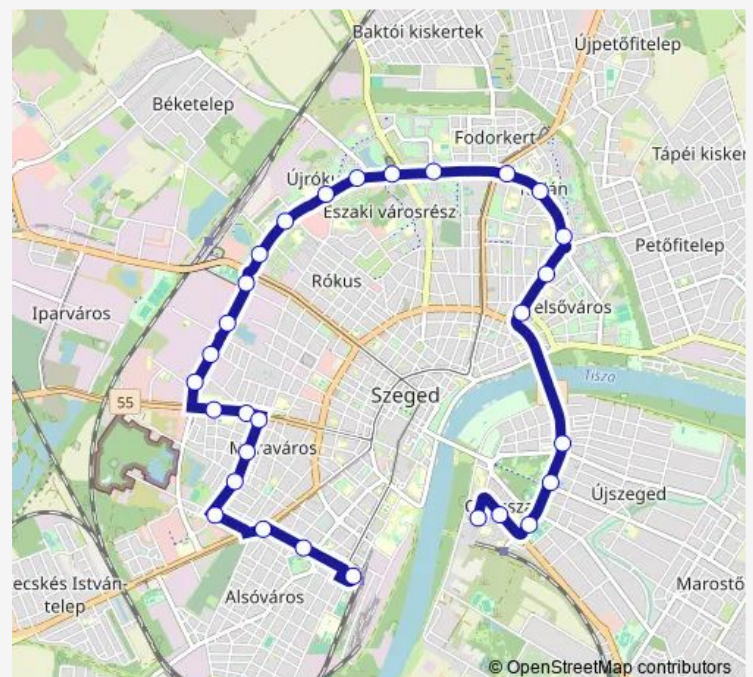 Baktói kiskertek
Újpetőfitelep
Béketelep
Fodorkert
Tápéi kisker
Északi városrész
Petőfitelep
Rókus
Iparváros
elsőváros
Tisza
Szeged
55
Móraváros
Újszeged
ecskés István-
telep
Alsóváros
Marostő
© OpenStreetMap contributors